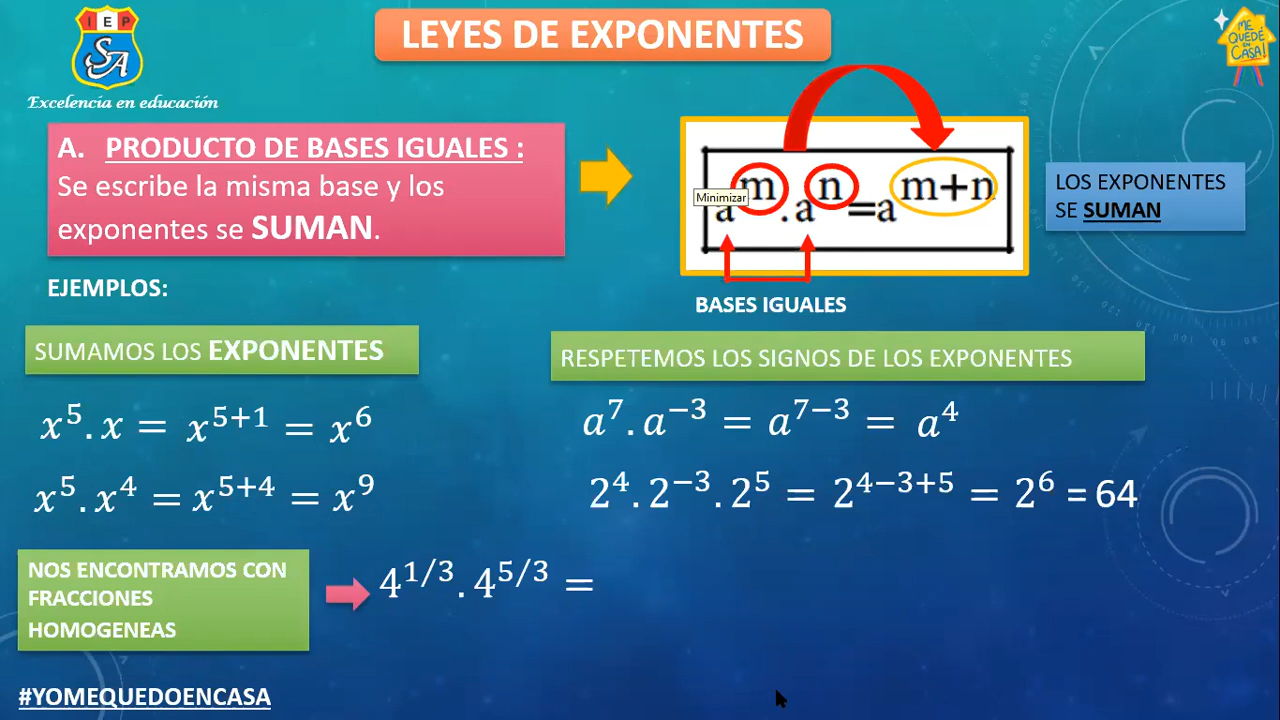 IEP
SA
Excelencia en educación
LEYES DE EXPONENTES
ME
QUEDÉ
EN
CASA!
A. PRODUCTO DE BASES IGUALES :
Se escribe la misma base y los
exponentes se SUMAN.
Minimizar
a^m . a^n = a^{m+n}
BASES IGUALES
LOS EXPONENTES
SE SUMAN
EJEMPLOS:
SUMAMOS LOS EXPONENTES
x^5 . x = x^{5+1} = x^6
x^5 . x^4 = x^{5+4} = x^9
RESPETEMOS LOS SIGNOS DE LOS EXPONENTES
a^7 . a^{−3} = a^{7−3} = a^4
2^4 . 2^{−3} . 2^5 = 2^{4−3+5} = 2^6 = 64
NOS ENCONTRAMOS CON
FRACCIONES
HOMOGENEAS
4^{1/3} . 4^{5/3} =
#YOMEQUEDOENCASA